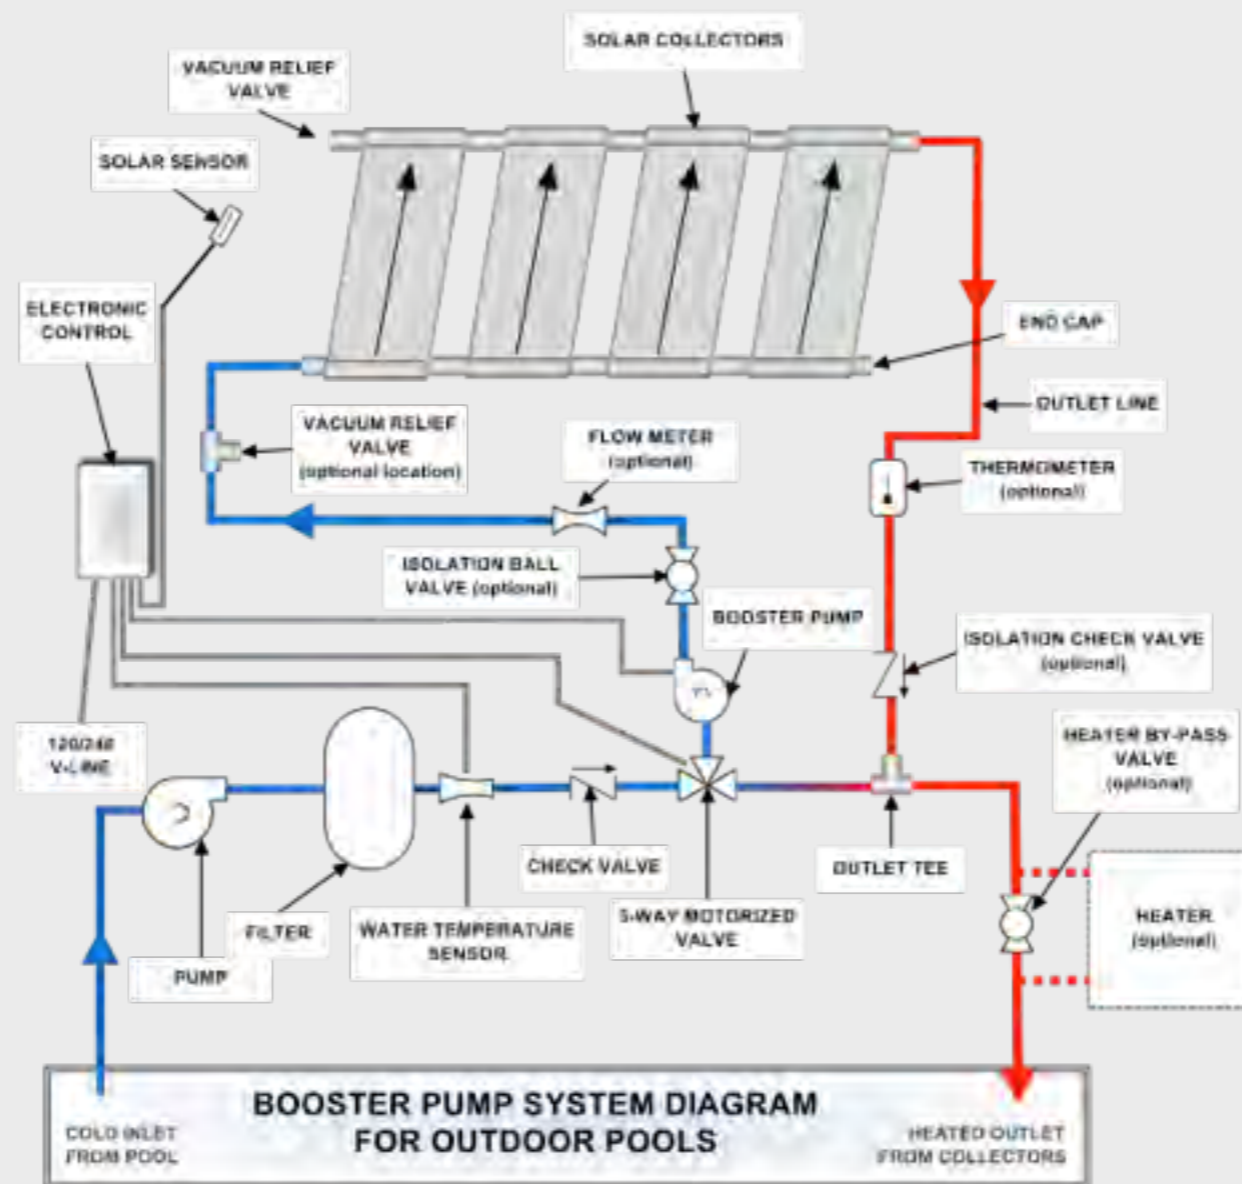 SOLAR COLLECTORS
VACUUM RELIEF
VALVE
SOLAR SENSOR
ELECTRONIC
CONTROL
END CAP
OUTLET LINE
VACUUM RELIEF
VALVE
(optional location)
FLOW METER
(optional)
THERMOMETER
(optional)
ISOLATION BALL
VALVE (optional)
BOOSTER PUMP
ISOLATION CHECK VALVE
(optional)
120/240
V-LINE
HEATER BY-PASS
VALVE
(optional)
CHECK VALVE
OUTLET TEE
FILTER
WATER TEMPERATURE
SENSOR
3-WAY MOTORIZED
VALVE
HEATER
(optional)
PUMP
BOOSTER PUMP SYSTEM DIAGRAM
FOR OUTDOOR POOLS
COLD INLET
FROM POOL
HEATED OUTLET
FROM COLLECTORS